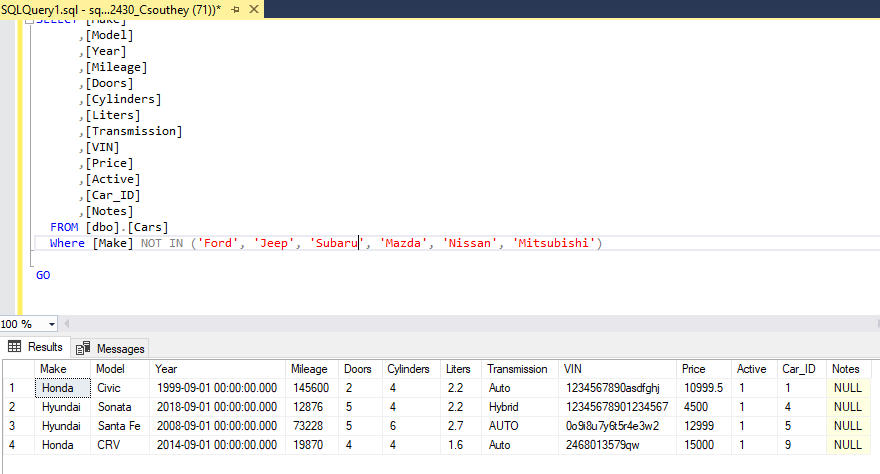 SQLQuery1.sql - sq...2430_Csouthey (71))*
SELECT [Make]
,[Model]
,[Year]
,[Mileage]
,[Doors]
,[Cylinders]
,[Liters]
,[Transmission]
,[VIN]
,[Price]
,[Active]
,[Car_ID]
,[Notes]
FROM [dbo].[Cars]
Where [Make] NOT IN ('Ford', 'Jeep', 'Subaru', 'Mazda', 'Nissan', 'Mitsubishi')
GO
100 %
Results Messages
Make Model Year Mileage Doors Cylinders Liters Transmission VIN Price Active Car_ID Notes
1 Honda Civic 1999-09-01 00:00:00.000 145600 2 4 2.2 Auto 1234567890asdfghj 10999.5 1 1 NULL
2 Hyundai Sonata 2018-09-01 00:00:00.000 12876 5 4 2.2 Hybrid 12345678901234567 4500 1 4 NULL
3 Hyundai Santa Fe 2008-09-01 00:00:00.000 73228 5 6 2.7 AUTO 0o9i8u7y6t5r4e3w2 12999 1 5 NULL
4 Honda CRV 2014-09-01 00:00:00.000 19870 4 4 1.6 Auto 2468013579qw 15000 1 9 NULL